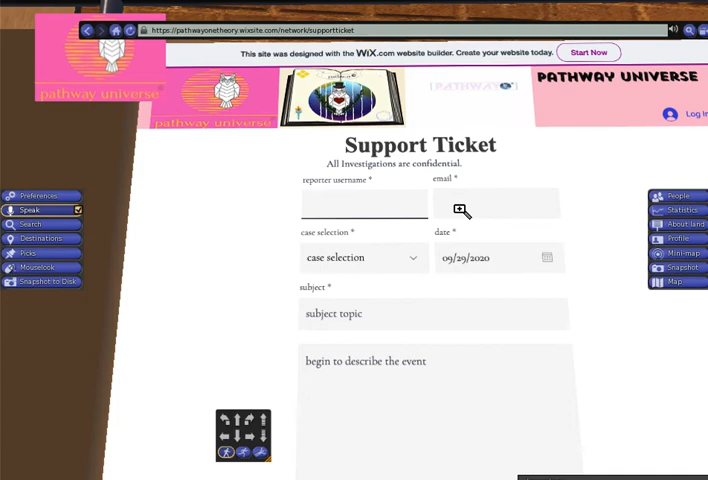 https://pathwayonetheory.wixsite.com/network/supportticket
This site was designed with the WiX.com website builder. Create your website today.
Start Now
pathway universe®
pathway universe®
[PATHWAY]
PATHWAY UNIVERSE
Log In
Support Ticket
All Investigations are confidential.
reporter username *
email *
case selection *
date *
case selection
09/29/2020
subject *
subject topic
begin to describe the event
Preferences
Speak
Search
Destinations
Picks
Mouselook
Snapshot to Disk
People
Statistics
About land
Profile
Mini-map
Snapshot
Map